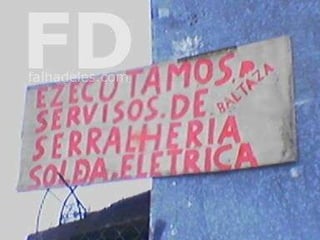 FD
falhadeles.com
EZECUTAMOS.P.
BALTAZA
SERVISOS.DE.
SERRALHERIA
SOLDA.ELETRICA